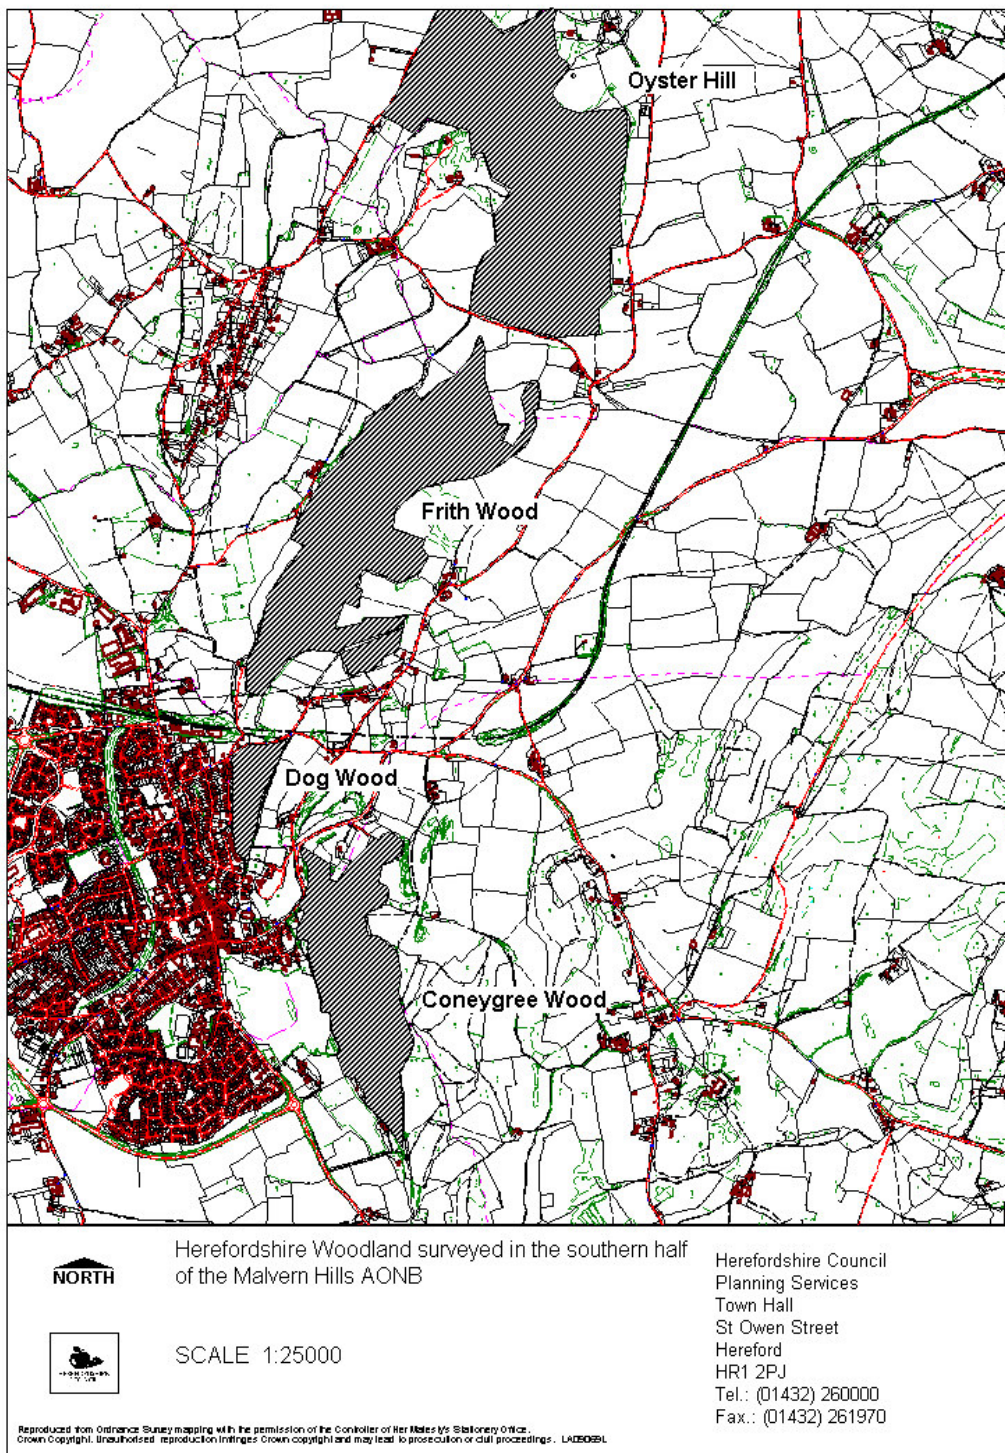 Oyster Hill
Frith Wood
Dog Wood
Coneygree Wood
NORTH
Herefordshire Woodland surveyed in the southern half
of the Malvern Hills AONB
SCALE 1:25000
Herefordshire Council
Planning Services
Town Hall
St Owen Street
Hereford
HR1 2PJ
Tel.: (01432) 260000
Fax.: (01432) 261970
Reproduced from Ordnance Survey mapping with the permission of the Controller of Her Majesty's Stationery Office.
Crown Copyright. Unauthorised reproduction infringes Crown copyright and may lead to prosecution or civil proceedings.